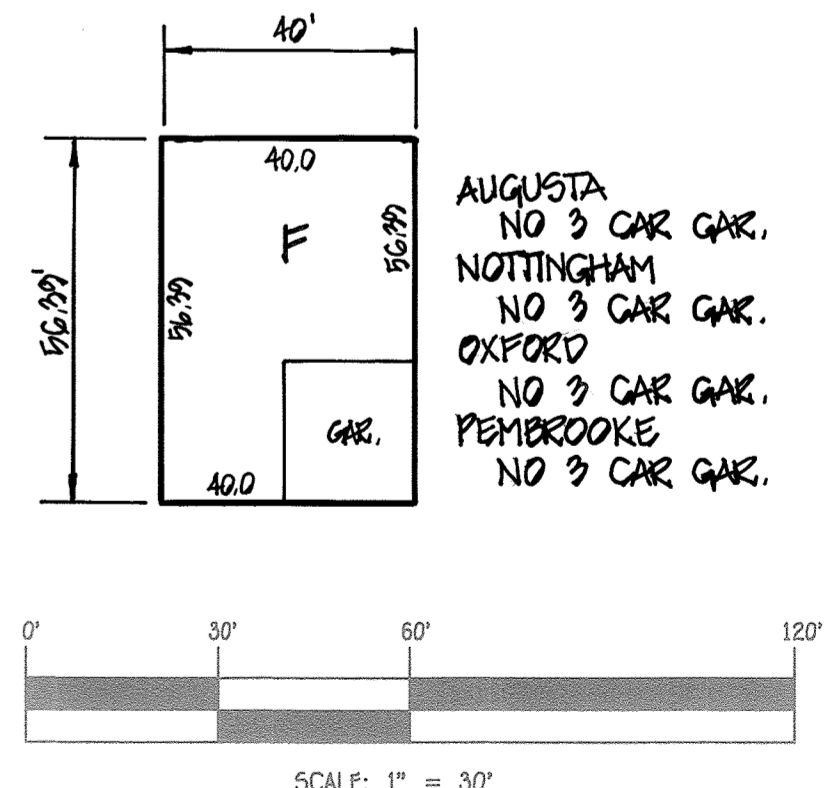 40'
40.0
56.39'
56.39
56.39
F
GAR.
40.0
AUGUSTA
NO 3 CAR GAR.
NOTTINGHAM
NO 3 CAR GAR.
OXFORD
NO 3 CAR GAR.
PEMBROOKE
NO 3 CAR GAR.
0' 30' 60' 120'
SCALE: 1" = 30'